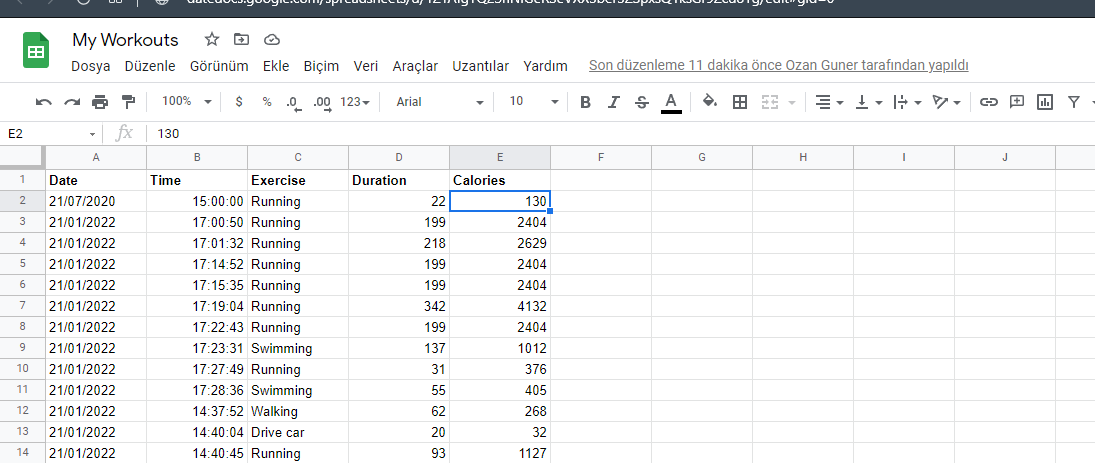 My Workouts
Dosya Düzenle Görünüm Ekle Biçim Veri Araçlar Uzantılar Yardım Son düzenleme 11 dakika önce Ozan Guner tarafından yapıldı
100% $ % .0 .00 123 Arial 10 B I S A
E2 fx 130
A B C D E F G H I J
1 Date Time Exercise Duration Calories
2 21/07/2020 15:00:00 Running 22 130
3 21/01/2022 17:00:50 Running 199 2404
4 21/01/2022 17:01:32 Running 218 2629
5 21/01/2022 17:14:52 Running 199 2404
6 21/01/2022 17:15:35 Running 199 2404
7 21/01/2022 17:19:04 Running 342 4132
8 21/01/2022 17:22:43 Running 199 2404
9 21/01/2022 17:23:31 Swimming 137 1012
10 21/01/2022 17:27:49 Running 31 376
11 21/01/2022 17:28:36 Swimming 55 405
12 21/01/2022 14:37:52 Walking 62 268
13 21/01/2022 14:40:04 Drive car 20 32
14 21/01/2022 14:40:45 Running 93 1127